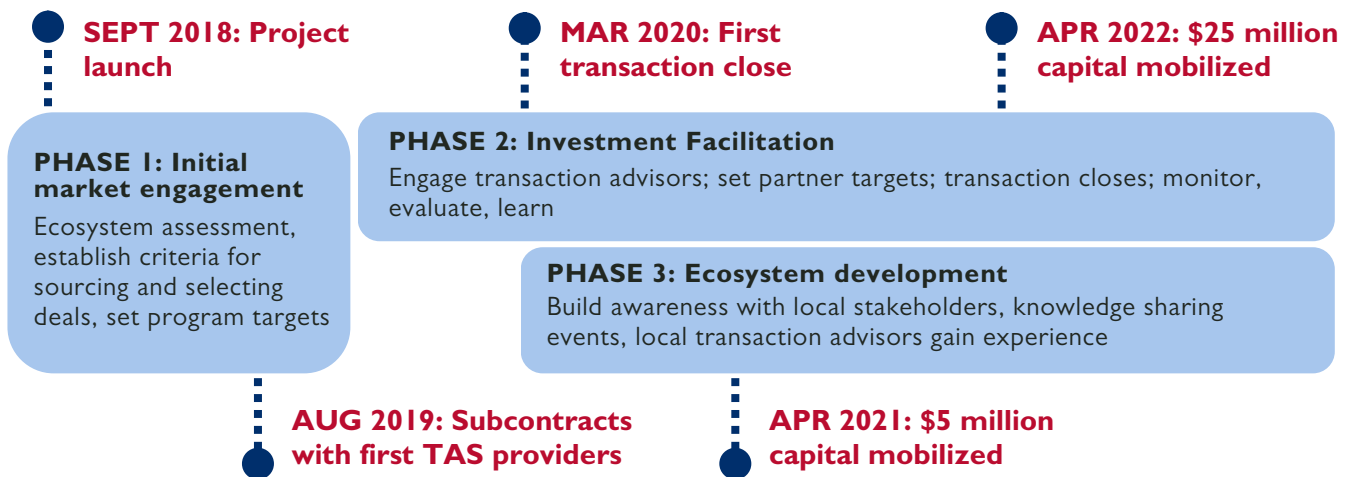 SEPT 2018: Project
launch
MAR 2020: First
transaction close
APR 2022: $25 million
capital mobilized
PHASE 1: Initial
market engagement
Ecosystem assessment,
establish criteria for
sourcing and selecting
deals, set program targets
PHASE 2: Investment Facilitation
Engage transaction advisors; set partner targets; transaction closes; monitor,
evaluate, learn
PHASE 3: Ecosystem development
Build awareness with local stakeholders, knowledge sharing
events, local transaction advisors gain experience
AUG 2019: Subcontracts
with first TAS providers
APR 2021: $5 million
capital mobilized